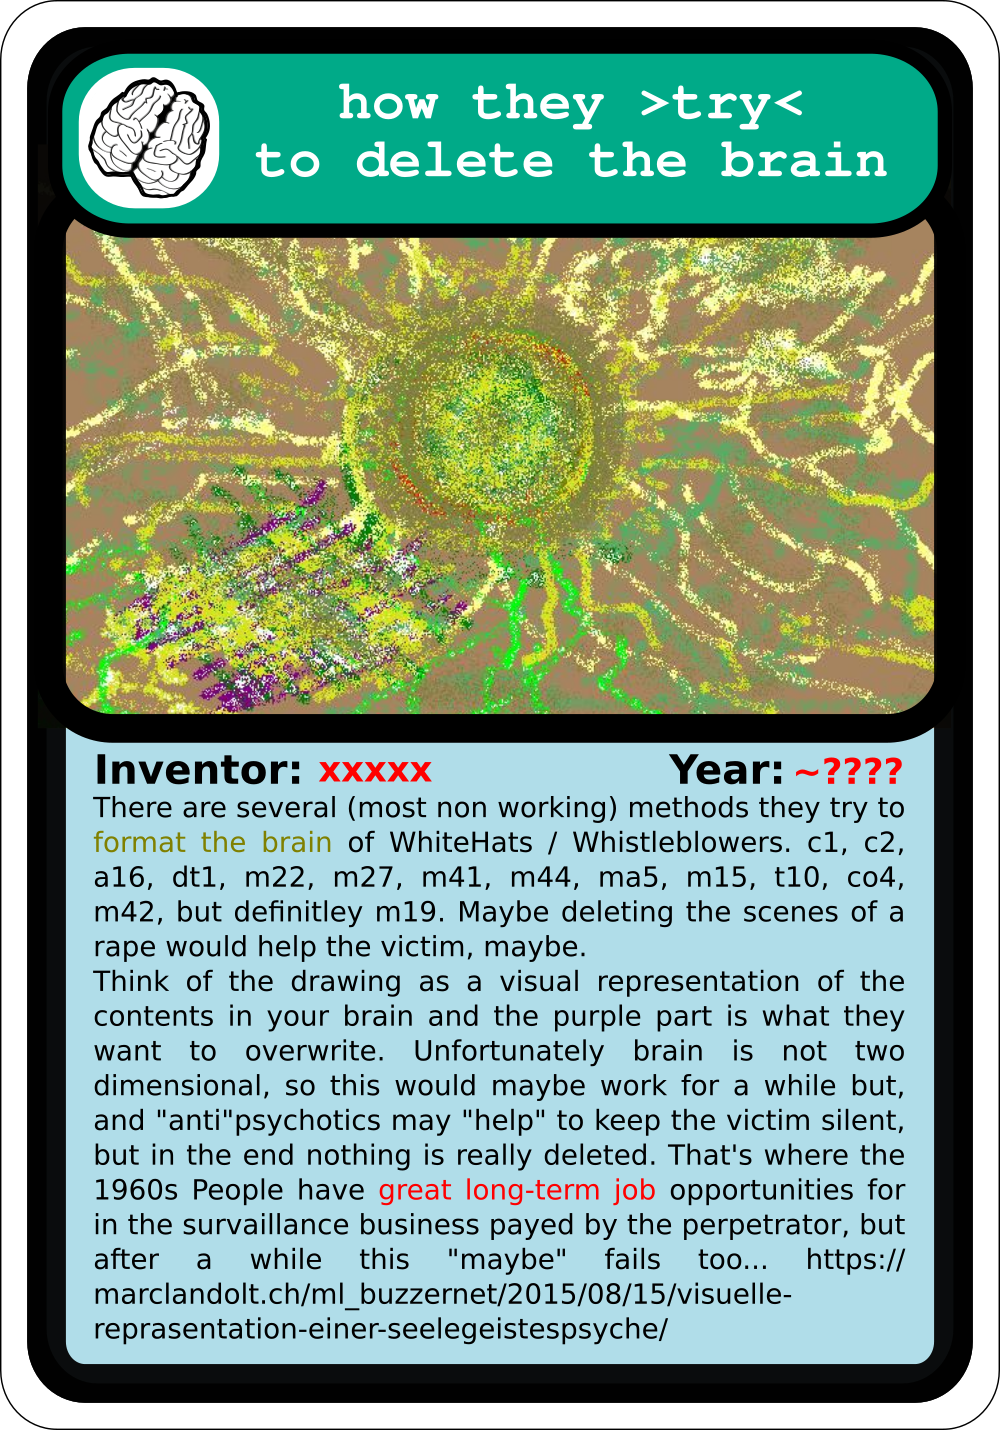 how they >try<
to delete the brain
Inventor: xxxxx Year: ~????
There are several (most non working) methods they try to
format the brain of WhiteHats / Whistleblowers. c1, c2,
a16, dt1, m22, m27, m41, m44, ma5, m15, t10, co4,
m42, but definitley m19. Maybe deleting the scenes of a
rape would help the victim, maybe.
Think of the drawing as a visual representation of the
contents in your brain and the purple part is what they
want to overwrite. Unfortunately brain is not two
dimensional, so this would maybe work for a while but,
and "anti"psychotics may "help" to keep the victim silent,
but in the end nothing is really deleted. That's where the
1960s People have great long-term job opportunities for
in the survaillance business payed by the perpetrator, but
after a while this "maybe" fails too... https://
marclandolt.ch/ml_buzzernet/2015/08/15/visuelle-
reprasentation-einer-seelegeistespsyche/